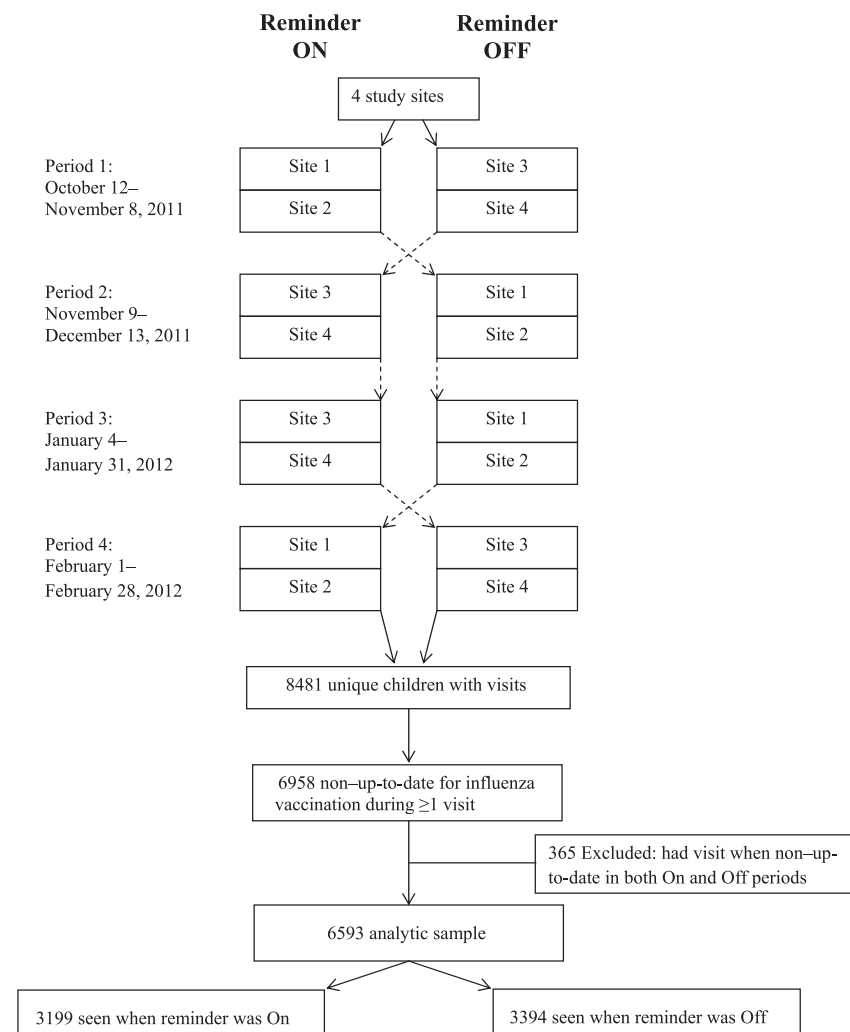 Reminder
ON
Reminder
OFF
4 study sites
Period 1:
October 12–
November 8, 2011
Site 1
Site 2
Site 3
Site 4
Period 2:
November 9–
December 13, 2011
Site 3
Site 4
Site 1
Site 2
Period 3:
January 4–
January 31, 2012
Site 3
Site 4
Site 1
Site 2
Period 4:
February 1–
February 28, 2012
Site 1
Site 2
Site 3
Site 4
8481 unique children with visits
6958 non–up-to-date for influenza
vaccination during ≥1 visit
365 Excluded: had visit when non–up-
to-date in both On and Off periods
6593 analytic sample
3199 seen when reminder was On
3394 seen when reminder was Off